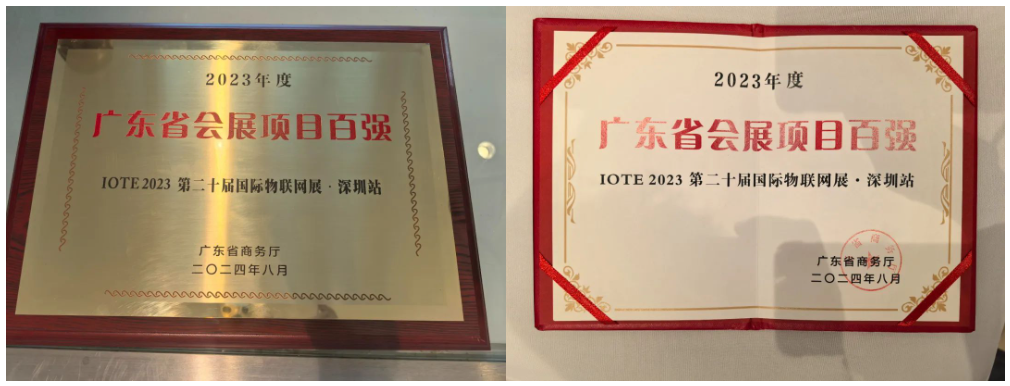 2023年度
广东省会展项目百强
IOTE 2023 第二十届国际物联网展·深圳站
广东省商务厅
二〇二四年八月
2023年度
广东省会展项目百强
IOTE 2023 第二十届国际物联网展·深圳站
广东省商务厅
二〇二四年八月